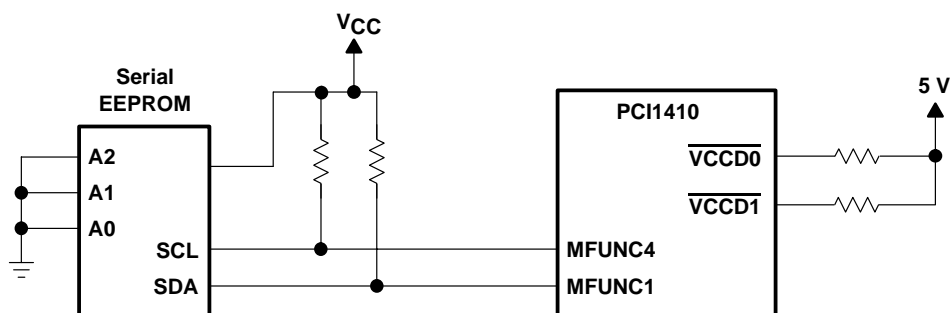 VCC
Serial
EEPROM
5 V
PCI1410
A2
VCCD0
A1
VCCD1
A0
SCL
MFUNC4
SDA
MFUNC1